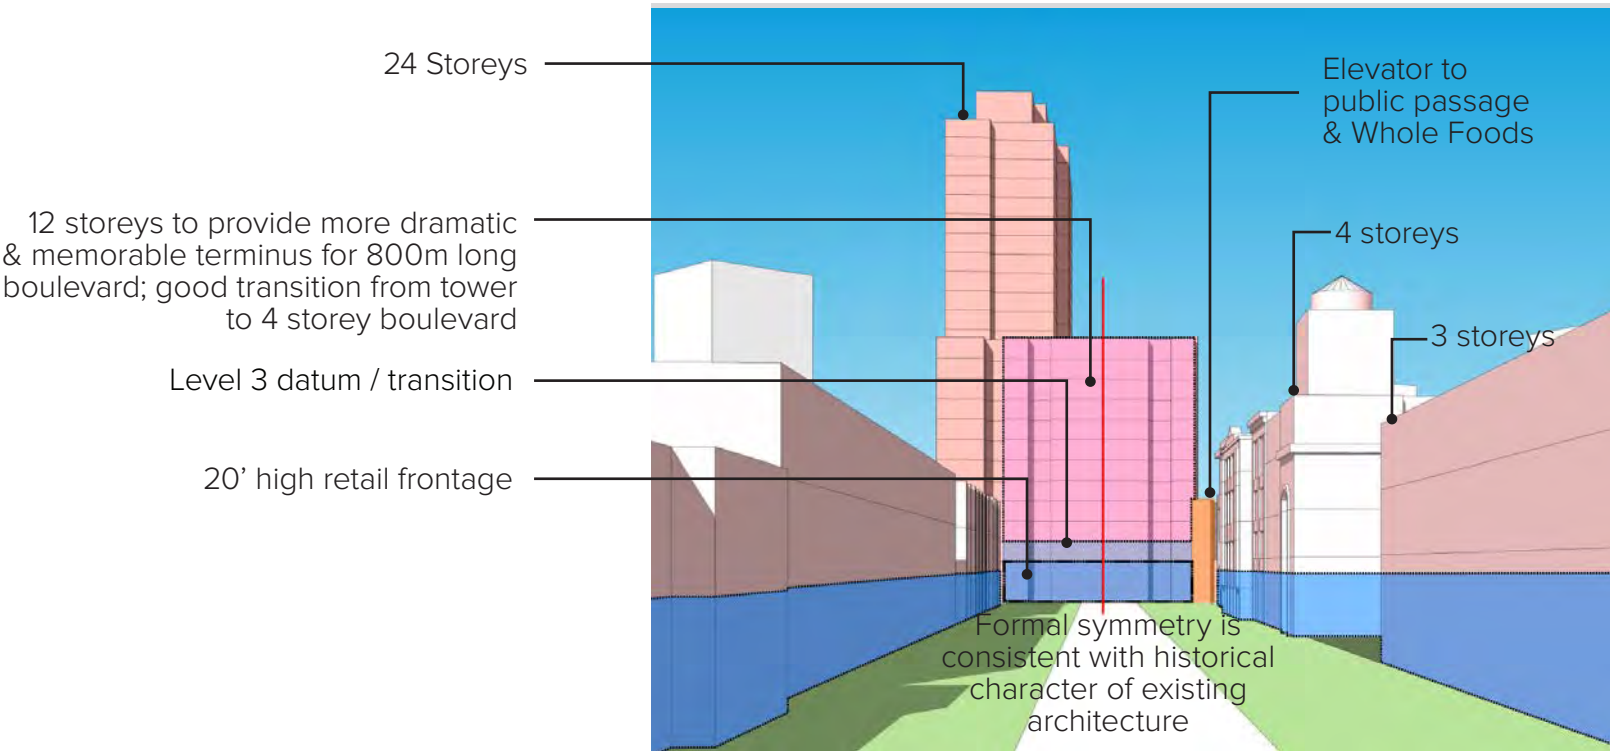 24 Storeys
12 storeys to provide more dramatic
& memorable terminus for 800m long
boulevard; good transition from tower
to 4 storey boulevard
Level 3 datum / transition
20’ high retail frontage
Elevator to
public passage
& Whole Foods
4 storeys
3 storeys
Formal symmetry is
consistent with historical
character of existing
architecture